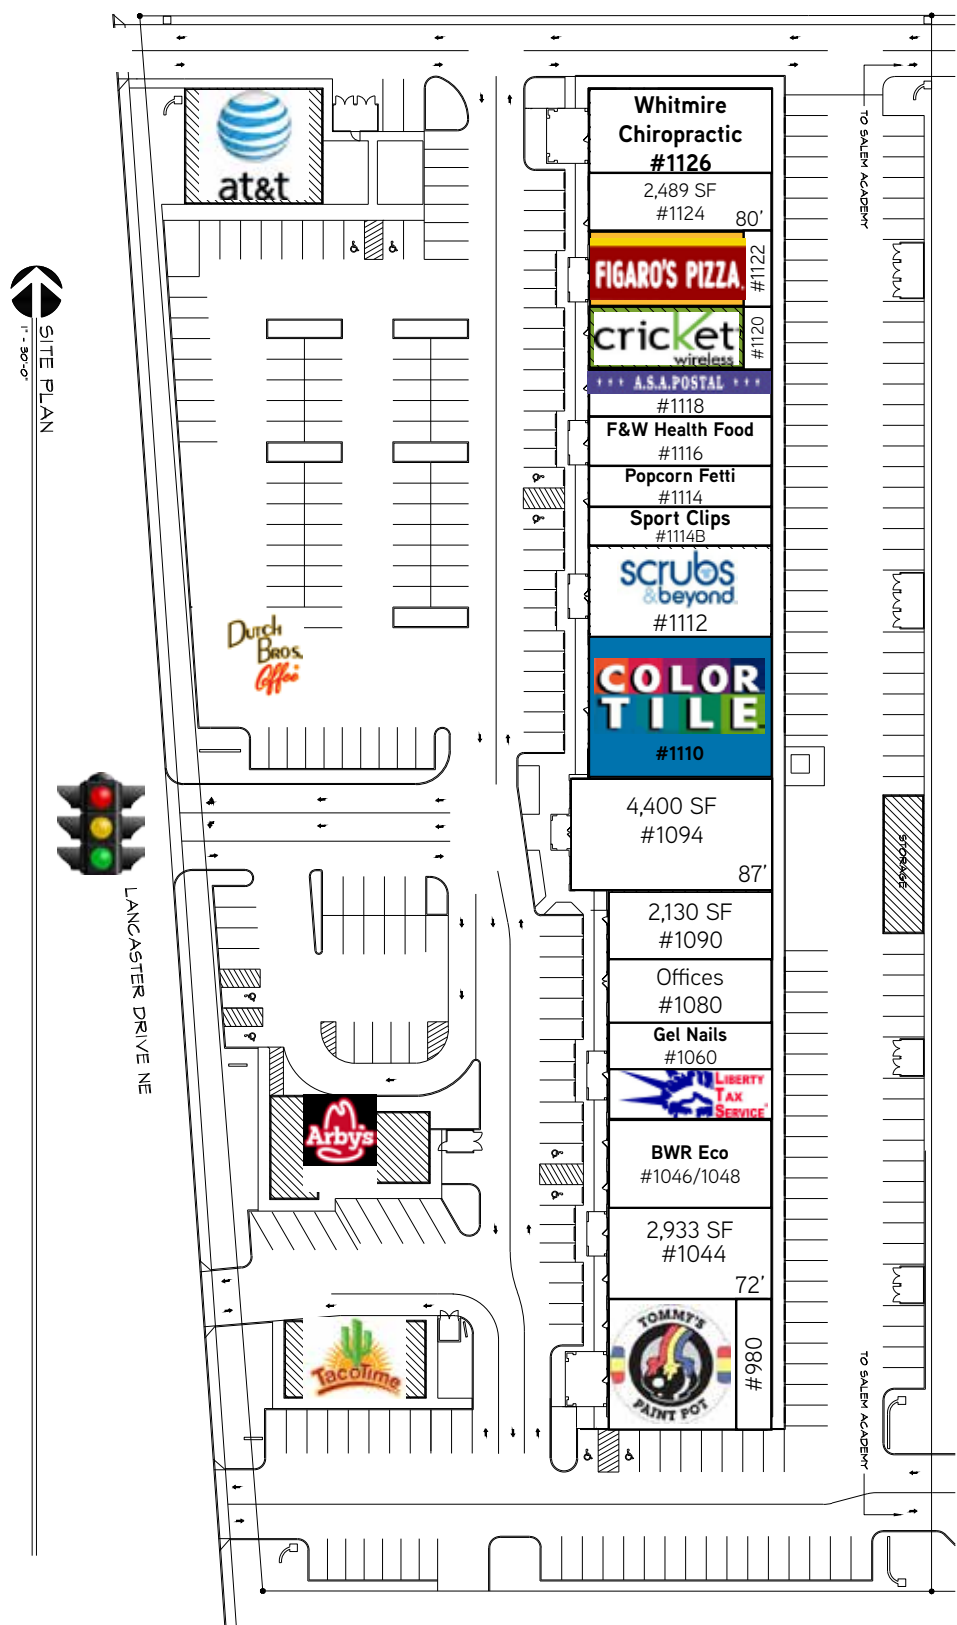 at&t
Whitmire
Chiropractic
#1126
2,489 SF
#1124
80'
FIGARO'S PIZZA
#1122
cricket
wireless
#1120
A.S.A.POSTAL
#1118
F&W Health Food
#1116
Popcorn Fetti
#1114
Sport Clips
#1114B
scrubs
&beyond
#1112
COLOR
TILE
#1110
4,400 SF
#1094
87'
2,130 SF
#1090
Offices
#1080
Gel Nails
#1060
LIBERTY
TAX
SERVICE
BWR Eco
#1046/1048
2,933 SF
#1044
72'
TOMMY'S
PAINT POT
#980
TO SALEM ACADEMY
STORAGE
TO SALEM ACADEMY
SITE PLAN
1" - 30'-0"
DUTCH
BROS.
Coffee
LANCASTER DRIVE NE
Arby's
TacoTime